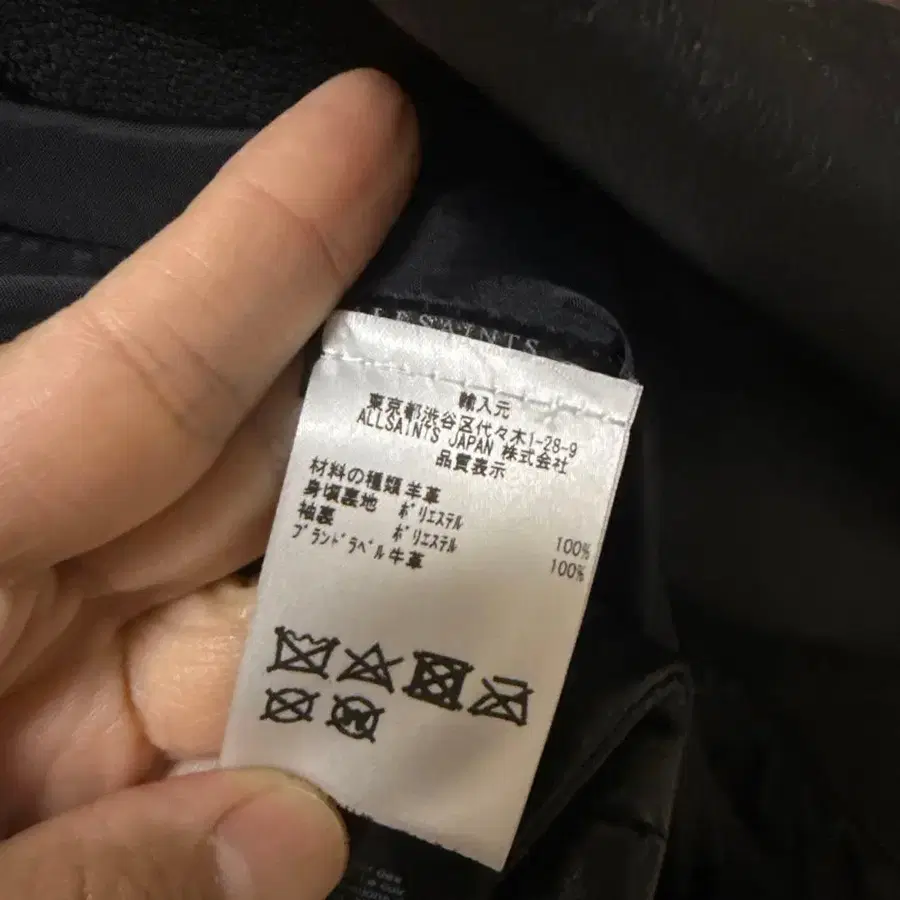 ALLSAINTS
輸入元
東京都渋谷区代々木1-28-9
ALLSAINTS JAPAN 株式会社
品質表示
材料の種類 羊革
身頃裏地 ポリエステル 100%
袖裏 ポリエステル 100%
ブランドラベル 牛革